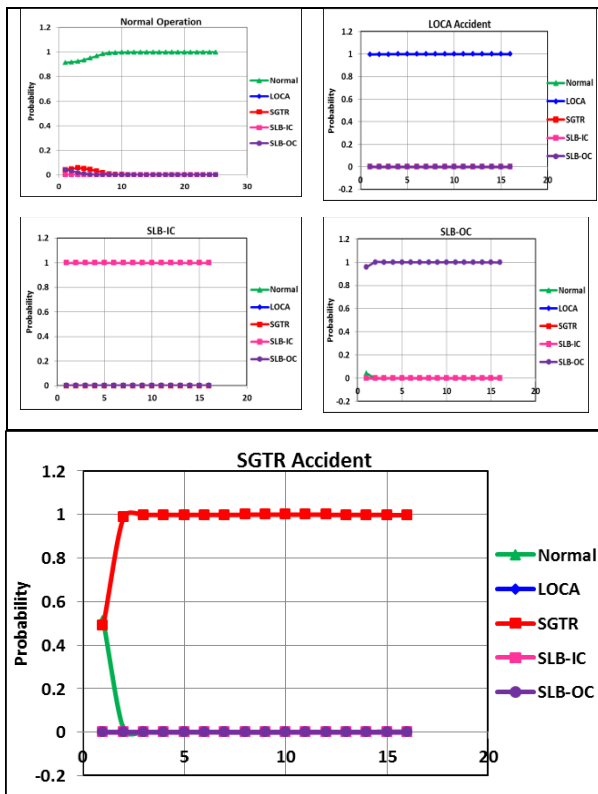 Normal Operation
1.2
1
0.8
0.6
0.4
0.2
0
0 10 20 30
Probability
Normal
LOCA
SGTR
SLB-IC
SLB-OC
LOCA Accident
1.2
1
0.8
0.6
0.4
0.2
0
-0.2
0 5 10 15 20
Probability
Normal
LOCA
SGTR
SLB-IC
SLB-OC
SLB-IC
1.2
1
0.8
0.6
0.4
0.2
0
0 5 10 15 20
Probability
Normal
LOCA
SGTR
SLB-IC
SLB-OC
SLB-OC
1.2
1
0.8
0.6
0.4
0.2
0
-0.2
0 5 10 15 20
Probability
Normal
LOCA
SGTR
SLB-IC
SLB-OC
SGTR Accident
1.2
1
0.8
0.6
0.4
0.2
0
-0.2
0 5 10 15 20
Probability
Normal
LOCA
SGTR
SLB-IC
SLB-OC